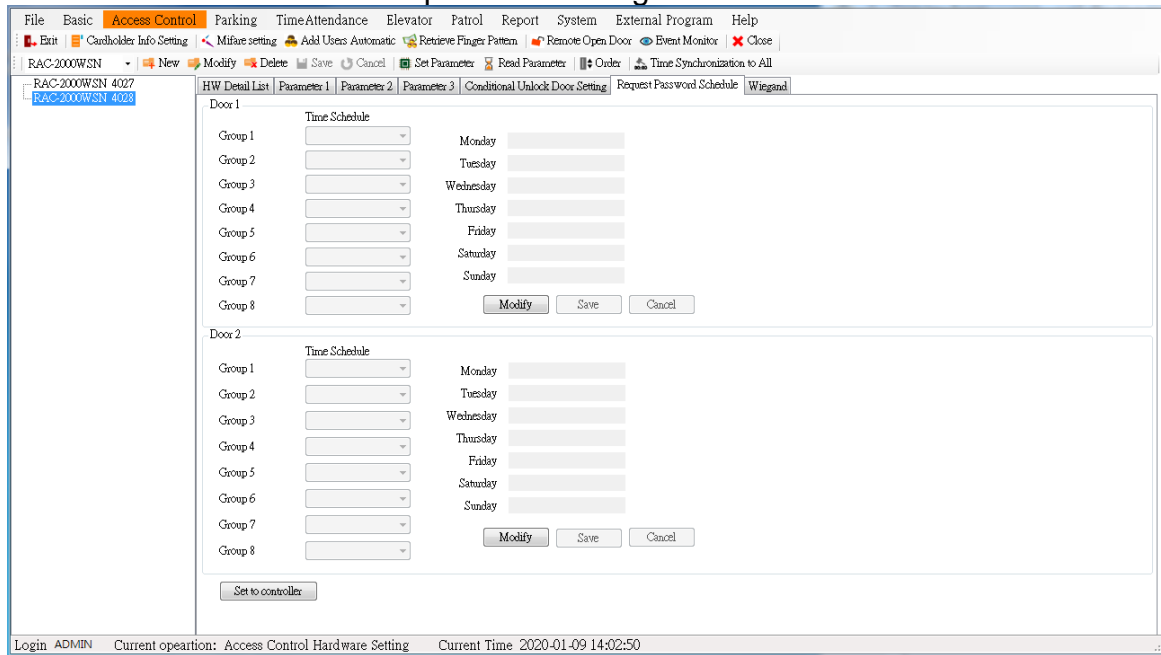 File Basic Access Control Parking TimeAttendance Elevator Patrol Report System External Program Help
Exit Cardholder Info Setting Mifare setting Add Users Automatic Retrieve Finger Pattern Remote Open Door Event Monitor Close
RAC-2000WSN New Modify Delete Save Cancel Set Parameter Read Parameter Order Time Synchronization to All
RAC-2000WSN 4027
RAC-2000WSN 4028
HW Detail List Parameter 1 Parameter 2 Parameter 3 Conditional Unlock Door Setting Request Password Schedule Wiegand
Door 1
Time Schedule
Group 1 Monday
Group 2 Tuesday
Group 3 Wednesday
Group 4 Thursday
Group 5 Friday
Group 6 Saturday
Group 7 Sunday
Group 8 Modify Save Cancel
Door 2
Time Schedule
Group 1 Monday
Group 2 Tuesday
Group 3 Wednesday
Group 4 Thursday
Group 5 Friday
Group 6 Saturday
Group 7 Sunday
Group 8 Modify Save Cancel
Set to controller
Login ADMIN Current opeartion: Access Control Hardware Setting Current Time 2020-01-09 14:02:50